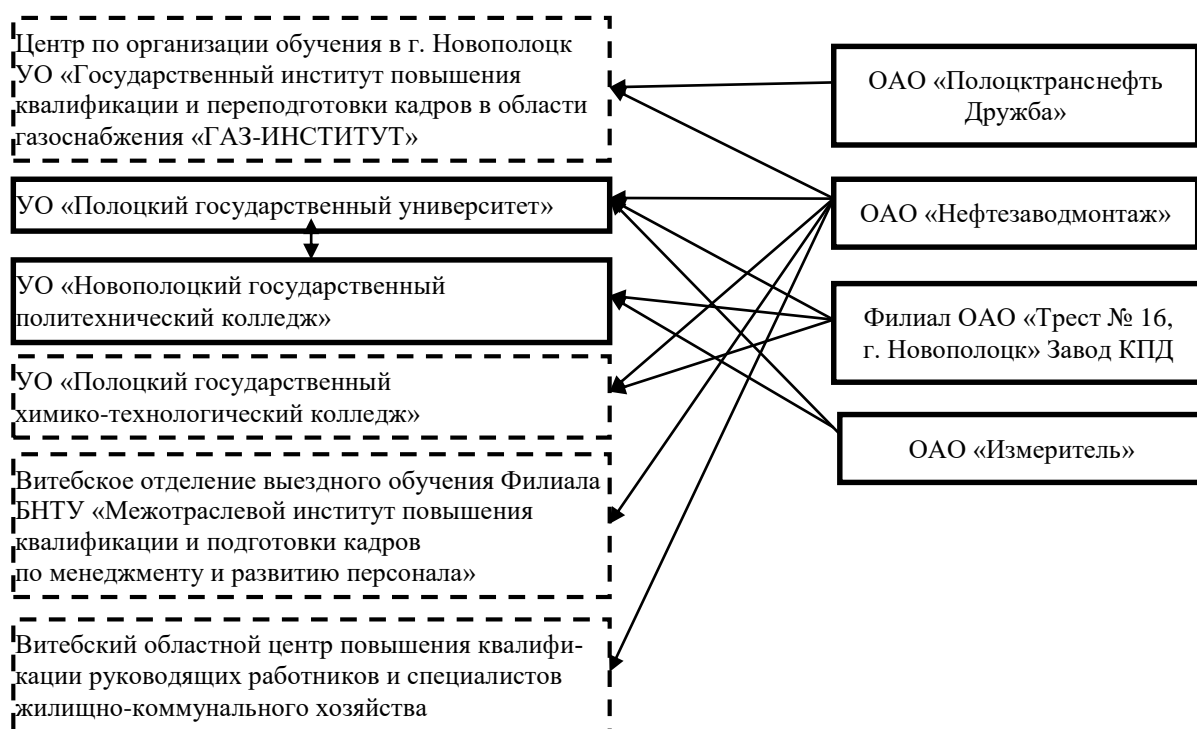 Центр по организации обучения в г. Новополоцк
УО «Государственный институт повышения
квалификации и переподготовки кадров в области
газоснабжения «ГАЗ-ИНСТИТУТ»
УО «Полоцкий государственный университет»
УО «Новополоцкий государственный
политехнический колледж»
УО «Полоцкий государственный
химико-технологический колледж»
Витебское отделение выездного обучения Филиала
БНТУ «Межотраслевой институт повышения
квалификации и подготовки кадров
по менеджменту и развитию персонала»
Витебский областной центр повышения квалифи-
кации руководящих работников и специалистов
жилищно-коммунального хозяйства
ОАО «Полоцктранснефть
Дружба»
ОАО «Нефтезаводмонтаж»
Филиал ОАО «Трест № 16,
г. Новополоцк» Завод КПД
ОАО «Измеритель»